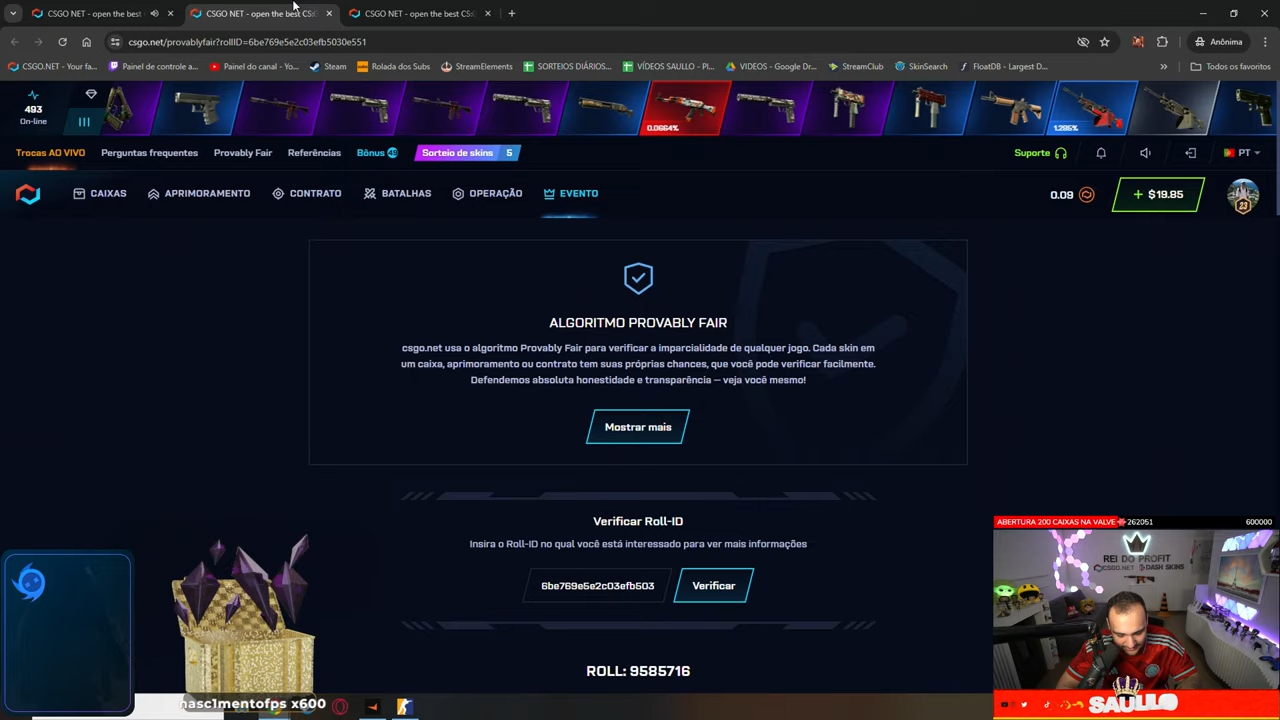 CSGO NET - open the best
CSGO NET - open the best CS:
CSGO NET - open the best CS:
csgo.net/provablyfair?rollID=6be769e5e2c03efb5030e551
Anônima
CSGO.NET - Your fa...
Painel de controle a...
Painel do canal - Yo...
Steam
Rolada dos Subs
StreamElements
SORTEIOS DIÁRIOS...
VÍDEOS SAULLO - Pl...
VIDEOS - Google Dr...
StreamClub
SkinSearch
FloatDB - Largest D...
Todos os favoritos
493
On-line
0.0664%
1.295%
Trocas AO VIVO
Perguntas frequentes
Provably Fair
Referências
Bônus 49
Sorteio de skins 5
Suporte
PT
CAIXAS
APRIMORAMENTO
CONTRATO
BATALHAS
OPERAÇÃO
EVENTO
0.09
+ $19.85
23
ALGORITMO PROVABLY FAIR
csgo.net usa o algoritmo Provably Fair para verificar a imparcialidade de qualquer jogo. Cada skin em
um caixa, aprimoramento ou contrato tem suas próprias chances, que você pode verificar facilmente.
Defendemos absoluta honestidade e transparência — veja você mesmo!
Mostrar mais
Verificar Roll-ID
Insira o Roll-ID no qual você está interessado para ver mais informações
6be769e5e2c03efb503
Verificar
ROLL: 9585716
ABERTURA 200 CAIXAS NA VALVE 262051 600000
REI DO PROFIT
CSGO.NET DASH SKINS
SAULLO
nasc1mentofps x600